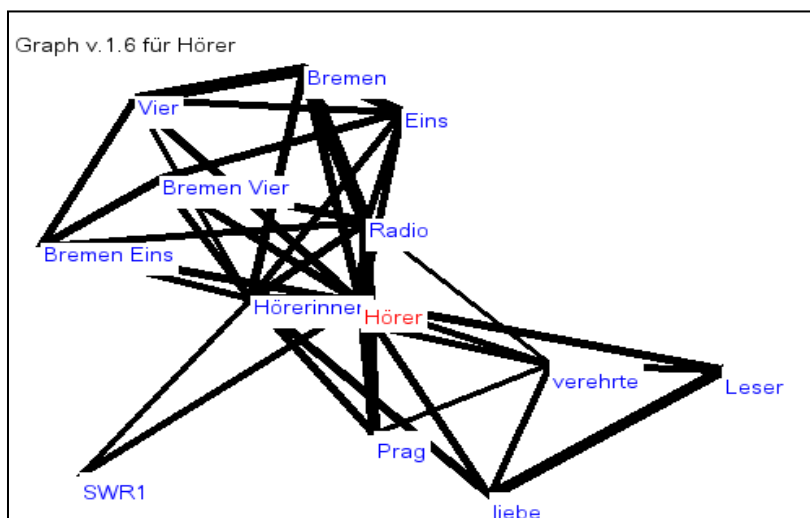 Graph v.1.6 für Hörer
Bremen
Vier
Eins
Bremen Vier
Radio
Bremen Eins
Hörerinnen
Hörer
verehrte
Leser
Prag
SWR1
liebe